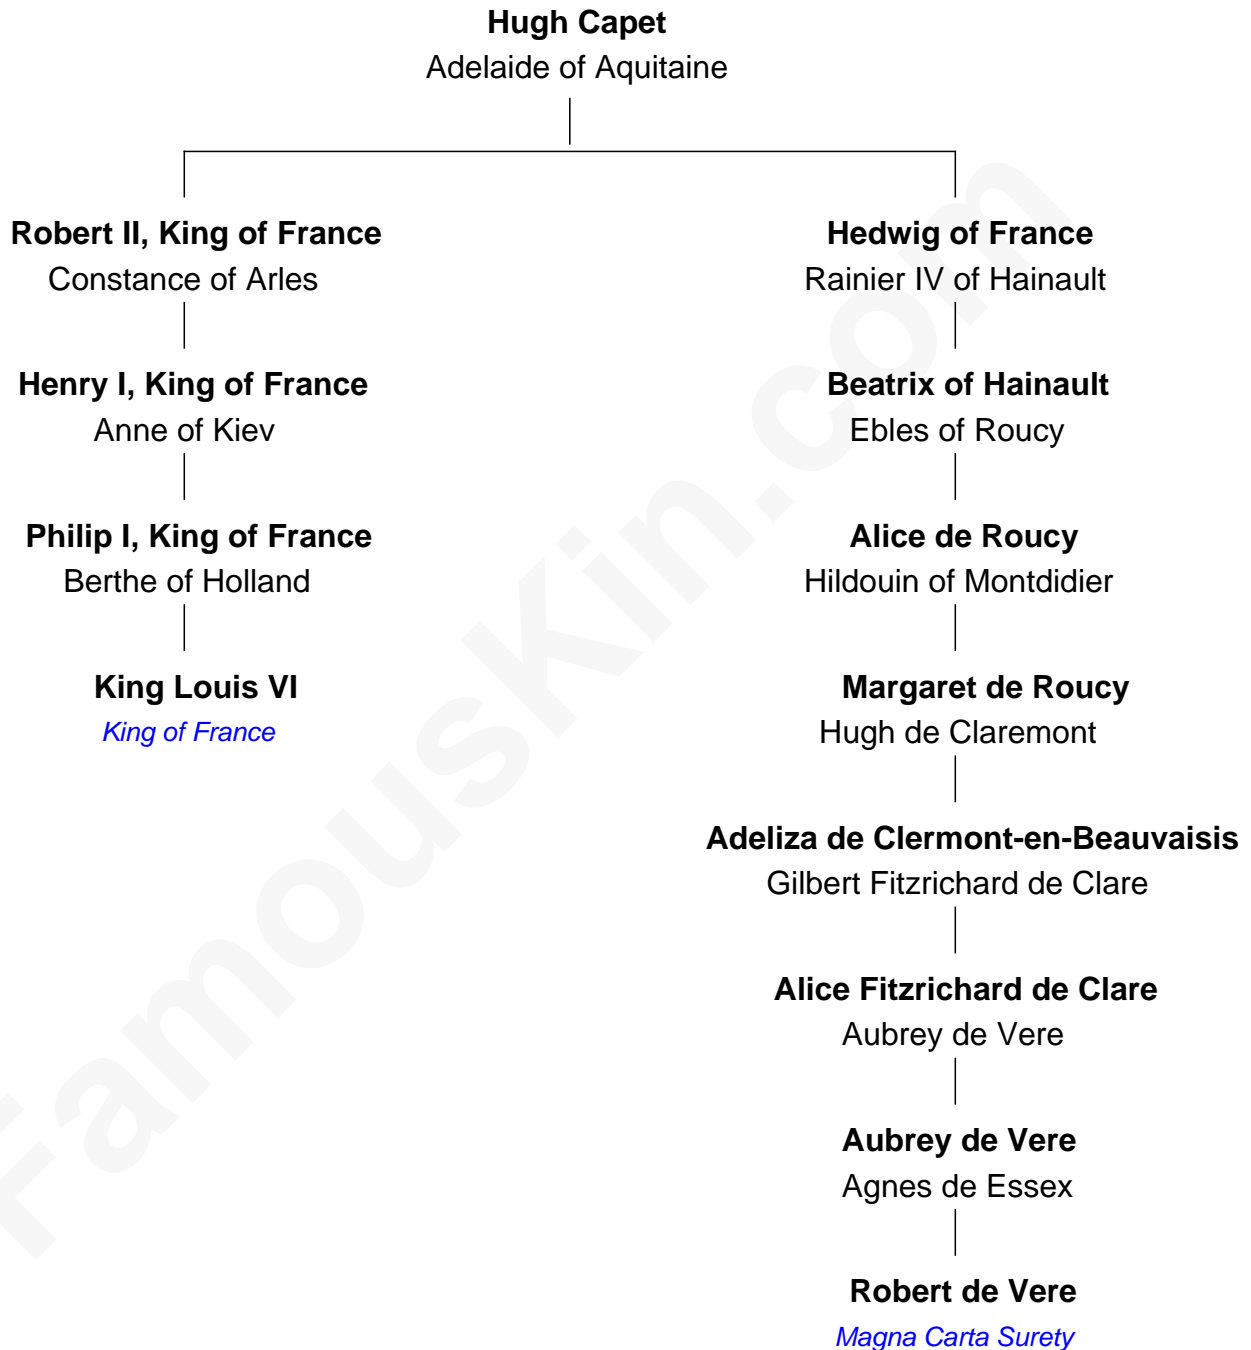 Hugh Capet
Adelaide of Aquitaine
Robert II, King of France
Constance of Arles
Hedwig of France
Rainier IV of Hainault
Henry I, King of France
Anne of Kiev
Beatrix of Hainault
Ebles of Roucy
Philip I, King of France
Berthe of Holland
Alice de Roucy
Hildouin of Montdidier
King Louis VI
King of France
Margaret de Roucy
Hugh de Claremont
Adeliza de Clermont-en-Beauvaisis
Gilbert Fitzrichard de Clare
Alice Fitzrichard de Clare
Aubrey de Vere
Aubrey de Vere
Agnes de Essex
Robert de Vere
Magna Carta Surety
FamousKin.com